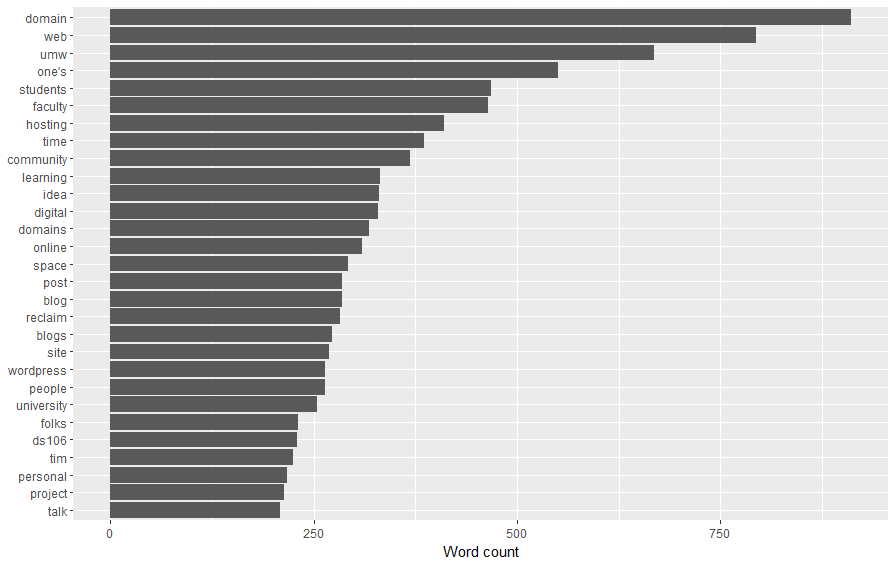 domain
web
umw
one's
students
faculty
hosting
time
community
learning
idea
digital
domains
online
space
post
blog
reclaim
blogs
site
wordpress
people
university
folks
ds106
tim
personal
project
talk
0 250 500 750
Word count